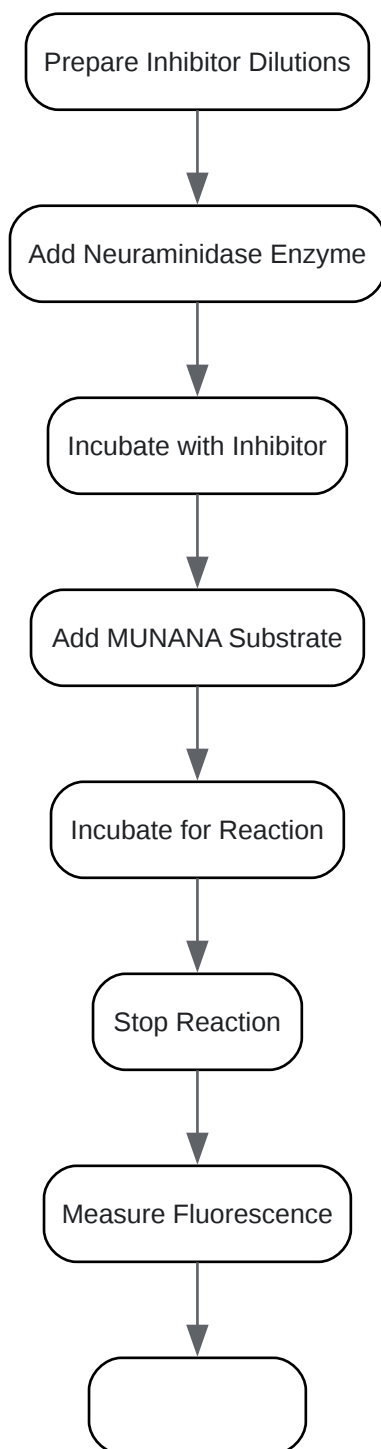 Prepare Inhibitor Dilutions
Add Neuraminidase Enzyme
Incubate with Inhibitor
Add MUNANA Substrate
Incubate for Reaction
Stop Reaction
Measure Fluorescence